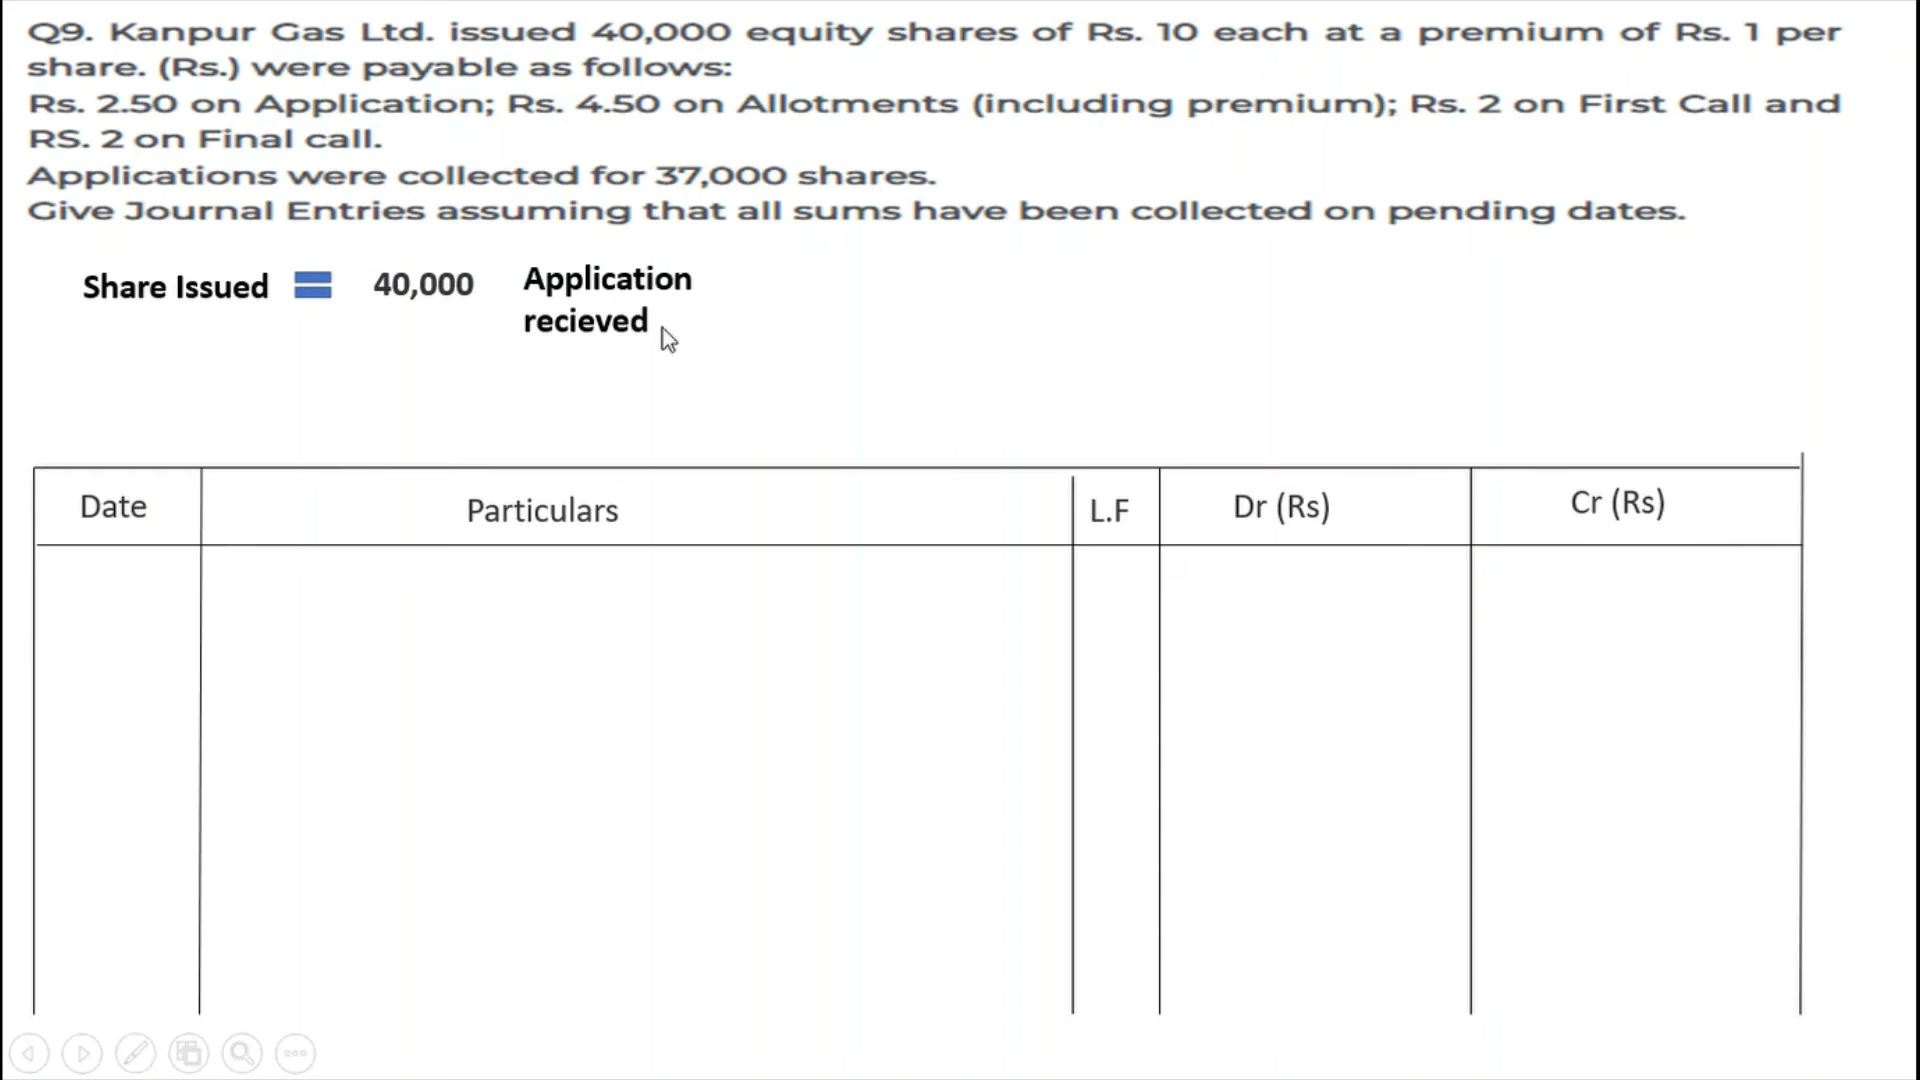 Q9. Kanpur Gas Ltd. issued 40,000 equity shares of Rs. 10 each at a premium of Rs. 1 per
share. (Rs.) were payable as follows:
Rs. 2.50 on Application; Rs. 4.50 on Allotments (including premium); Rs. 2 on First Call and
RS. 2 on Final call.
Applications were collected for 37,000 shares.
Give Journal Entries assuming that all sums have been collected on pending dates.
Share Issued = 40,000 Application
recieved
Date Particulars L.F Dr (Rs) Cr (Rs)